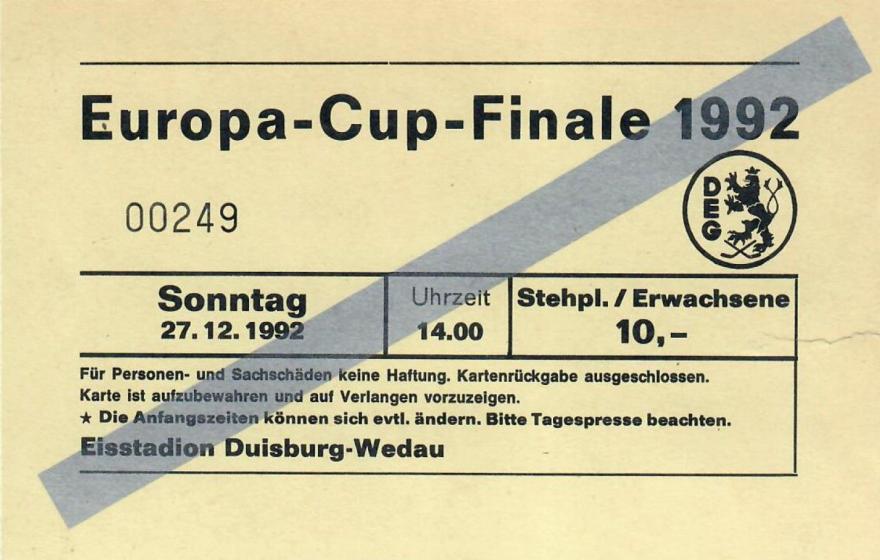 Europa-Cup-Finale 1992
00249
DEG
Sonntag
27.12.1992
Uhrzeit
14.00
Stehpl. / Erwachsene
10,–
Für Personen- und Sachschäden keine Haftung. Kartenrückgabe ausgeschlossen.
Karte ist aufzubewahren und auf Verlangen vorzuzeigen.
★ Die Anfangszeiten können sich evtl. ändern. Bitte Tagespresse beachten.
Eisstadion Duisburg-Wedau